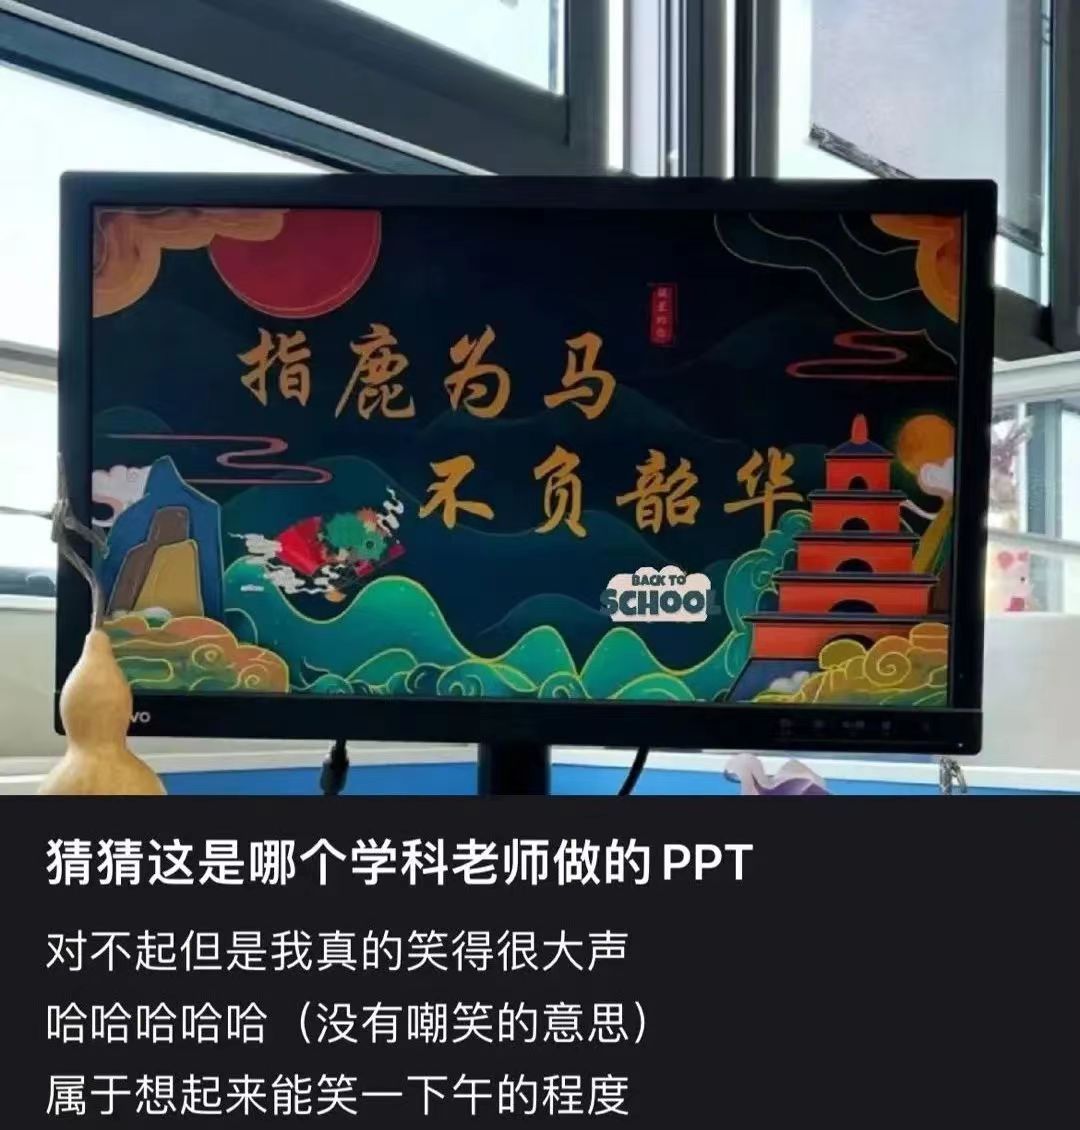 指鹿为马
不负韶华
BACK TO
SCHOOL
VO
猜猜这是哪个学科老师做的PPT
对不起但是我真的笑得很大声
哈哈哈哈哈（没有嘲笑的意思）
属于想起来能笑一下午的程度